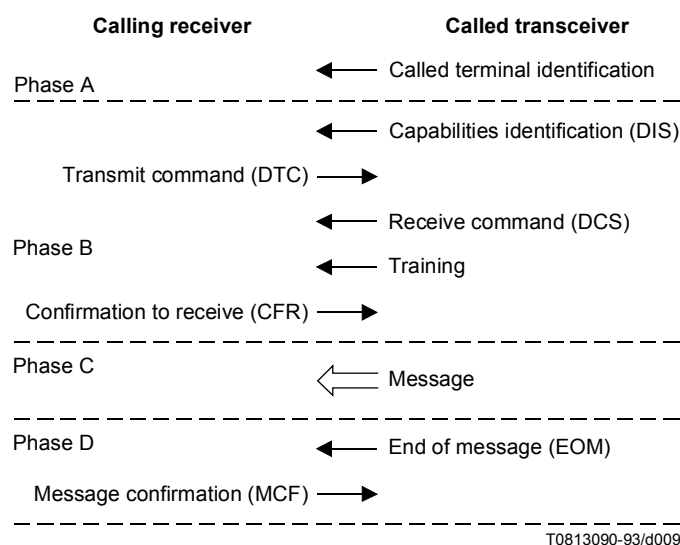 Calling receiver Called transceiver
Called terminal identification
Phase A
Capabilities identification (DIS)
Transmit command (DTC)
Receive command (DCS)
Phase B
Training
Confirmation to receive (CFR)
Phase C
Message
Phase D
End of message (EOM)
Message confirmation (MCF)
T0813090-93/d009